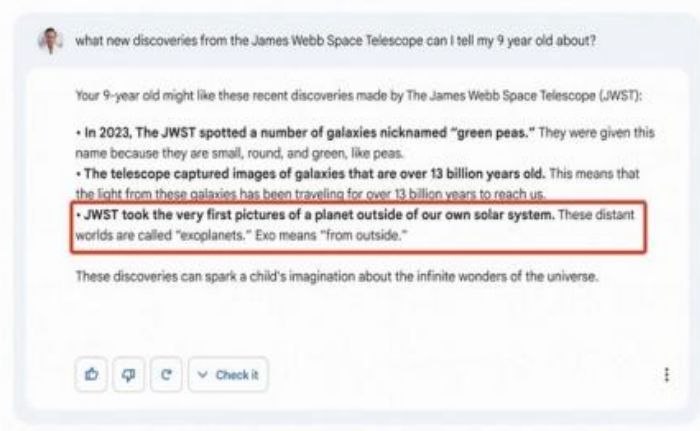 what new discoveries from the James Webb Space Telescope can I tell my 9 year old about?
Your 9-year old might like these recent discoveries made by The James Webb Space Telescope (JWST):
• In 2023, The JWST spotted a number of galaxies nicknamed "green peas." They were given this
name because they are small, round, and green, like peas.
• The telescope captured images of galaxies that are over 13 billion years old. This means that
the light from these galaxies has been traveling for over 13 billion years to reach us.
• JWST took the very first pictures of a planet outside of our own solar system. These distant
worlds are called "exoplanets." Exo means "from outside."
These discoveries can spark a child's imagination about the infinite wonders of the universe.
Check it